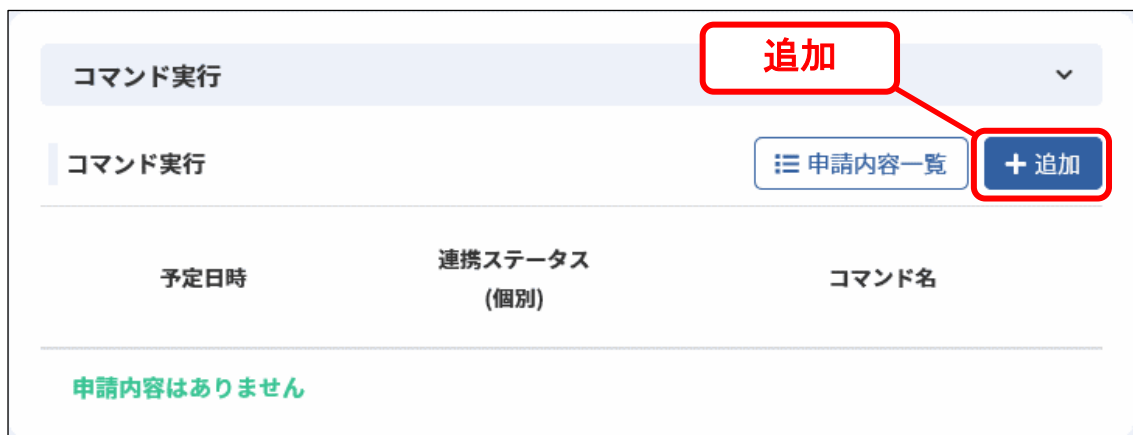 追加
コマンド実行
コマンド実行
申請内容一覧
+ 追加
予定日時
連携ステータス
(個別)
コマンド名
申請内容はありません